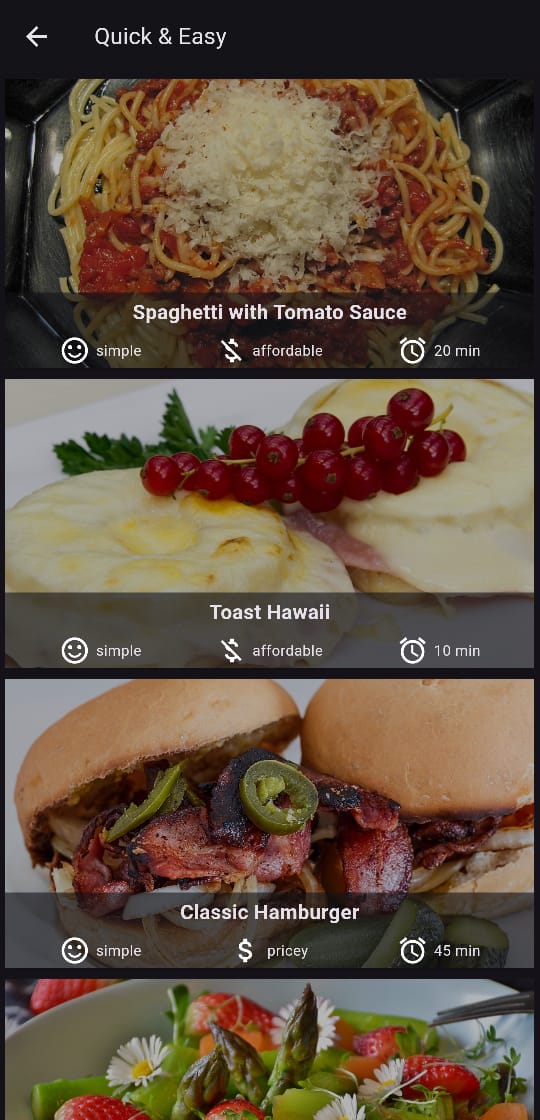 Quick & Easy
Spaghetti with Tomato Sauce
simple affordable 20 min
Toast Hawaii
simple affordable 10 min
Classic Hamburger
simple pricey 45 min